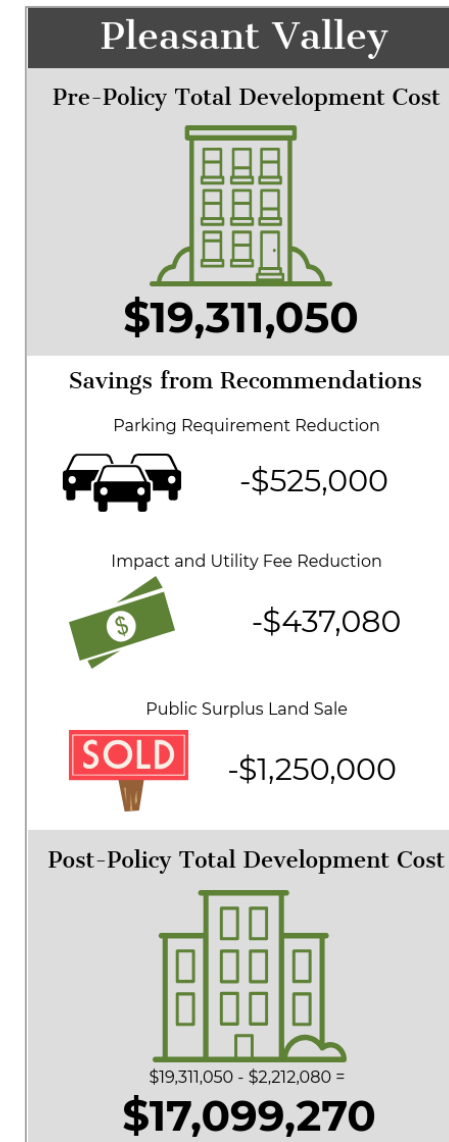 Pleasant Valley
Pre-Policy Total Development Cost
$19,311,050
Savings from Recommendations
Parking Requirement Reduction
-$525,000
Impact and Utility Fee Reduction
$
-$437,080
Public Surplus Land Sale
SOLD
-$1,250,000
Post-Policy Total Development Cost
$19,311,050 - $2,212,080 =
$17,099,270